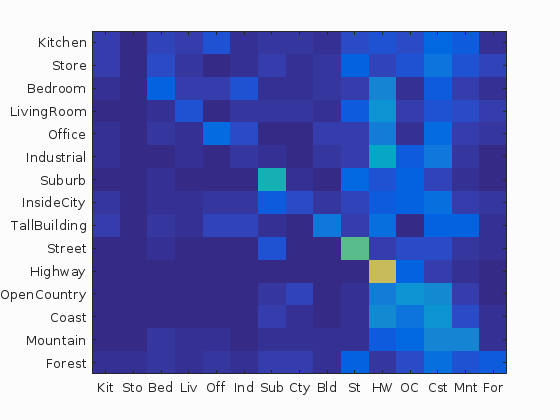 Kitchen
Store
Bedroom
LivingRoom
Office
Industrial
Suburb
InsideCity
TallBuilding
Street
Highway
OpenCountry
Coast
Mountain
Forest
Kit Sto Bed Liv Off Ind Sub Cty Bld St HW OC Cst Mnt For